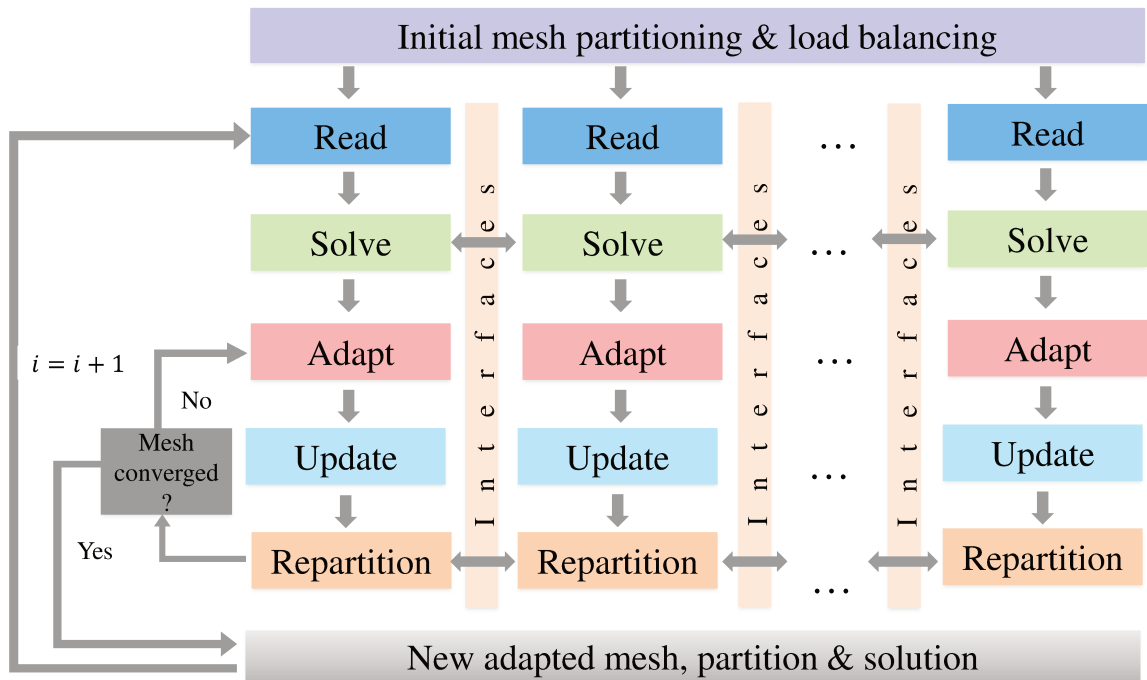 Initial mesh partitioning & load balancing
Read
Read
...
Read
Solve
Solve
...
Solve
Interfaces
Interfaces
Interfaces
i = i + 1
Adapt
Adapt
...
Adapt
No
Mesh
converged
?
Update
Update
...
Update
Yes
Repartition
Repartition
...
Repartition
New adapted mesh, partition & solution